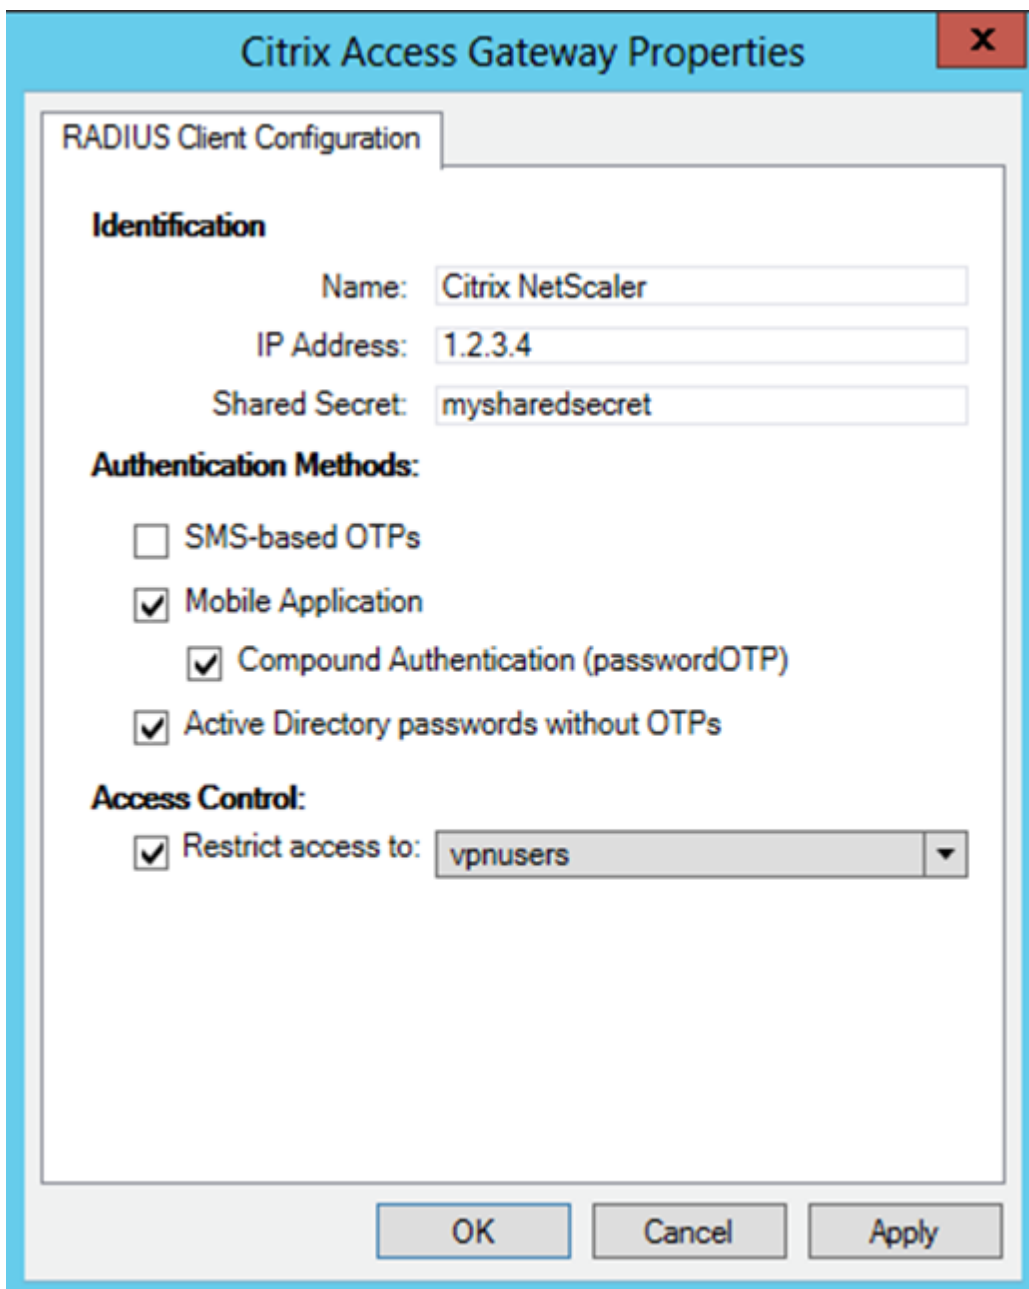 Citrix Access Gateway Properties
x
RADIUS Client Configuration
Identification
Name: Citrix NetScaler
IP Address: 1.2.3.4
Shared Secret: mysharedsecret
Authentication Methods:
SMS-based OTPs
Mobile Application
Compound Authentication (passwordOTP)
Active Directory passwords without OTPs
Access Control:
Restrict access to: vpnusers
OK Cancel Apply